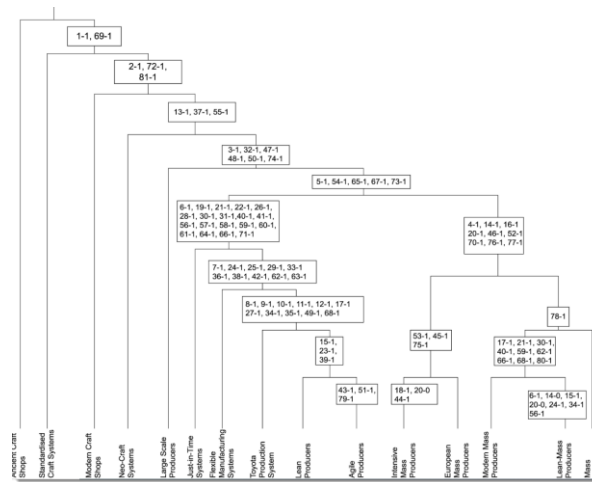 1-1, 69-1
2-1, 72-1,
81-1
13-1, 37-1, 55-1
3-1, 32-1, 47-1
48-1, 50-1, 74-1
5-1, 54-1, 65-1, 67-1, 73-1
6-1, 19-1, 21-1, 22-1, 26-1,
28-1, 30-1, 31-1,40-1, 41-1,
56-1, 57-1, 58-1, 59-1, 60-1,
61-1, 64-1, 66-1, 71-1
4-1, 14-1, 16-1
20-1, 46-1, 52-1
70-1, 76-1, 77-1
7-1, 24-1, 25-1, 29-1, 33-1
36-1, 38-1, 42-1, 62-1, 63-1
8-1, 9-1, 10-1, 11-1, 12-1, 17-1
27-1, 34-1, 35-1, 49-1, 68-1
78-1
53-1, 45-1
75-1
17-1, 21-1, 30-1,
40-1, 59-1, 62-1
66-1, 68-1, 80-1
15-1,
23-1,
39-1
43-1, 51-1,
79-1
18-1, 20-0
44-1
6-1, 14-0, 15-1,
20-0, 24-1, 34-1
56-1
Ancient Craft
Shops
Standardised
Craft Systems
Modern Craft
Shops
Neo-Craft
Systems
Large Scale
Producers
Just-in-Time
Systems
Flexible
Manufacturing
Systems
Toyota
Production
System
Lean
Producers
Agile
Producers
Intensive
Mass
Producers
European
Mass
Producers
Modern Mass
Producers
Lean-Mass
Producers
Mass